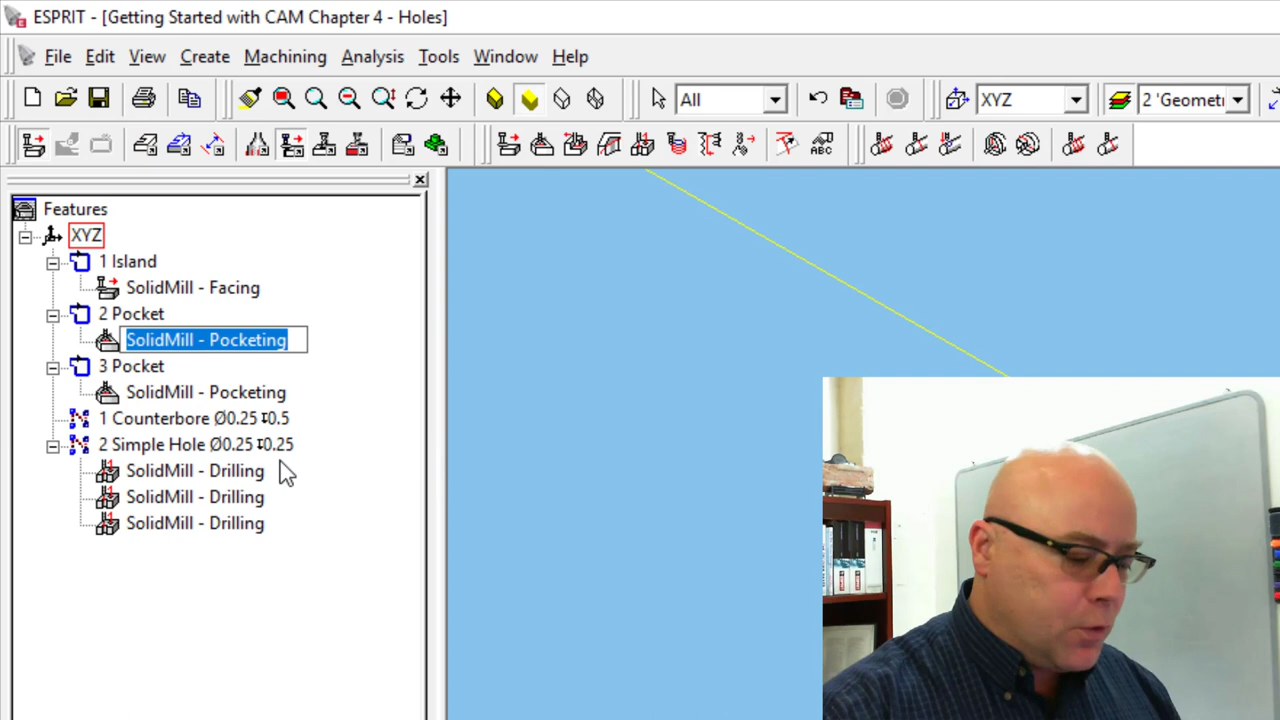 ESPRIT - [Getting Started with CAM Chapter 4 - Holes]
File Edit View Create Machining Analysis Tools Window Help
All XYZ 2 'Geometr
ABC
Features
XYZ
1 Island
SolidMill - Facing
2 Pocket
SolidMill - Pocketing
3 Pocket
SolidMill - Pocketing
1 Counterbore Ø0.25 ↧0.5
2 Simple Hole Ø0.25 ↧0.25
SolidMill - Drilling
SolidMill - Drilling
SolidMill - Drilling